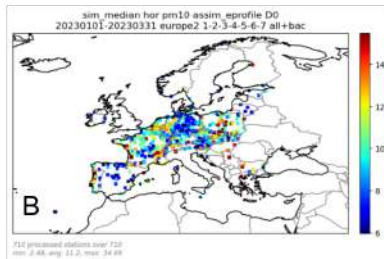 sim_median hor pm10 assim_eprofile D0
20230101-20230331 europe2 1-2-3-4-5-6-7 all+bac
14
12
10
8
6
B
710 processed stations over 710
min: 2.48, avg: 11.2, max: 34.69